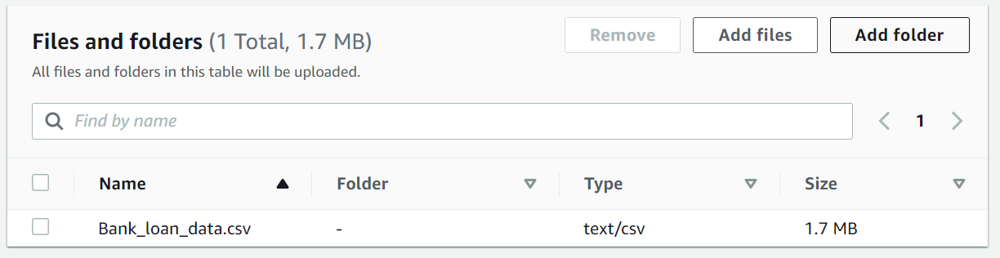 Files and folders (1 Total, 1.7 MB)
Remove
Add files
Add folder
All files and folders in this table will be uploaded.
Find by name
1
Name Folder Type Size
Bank_loan_data.csv - text/csv 1.7 MB